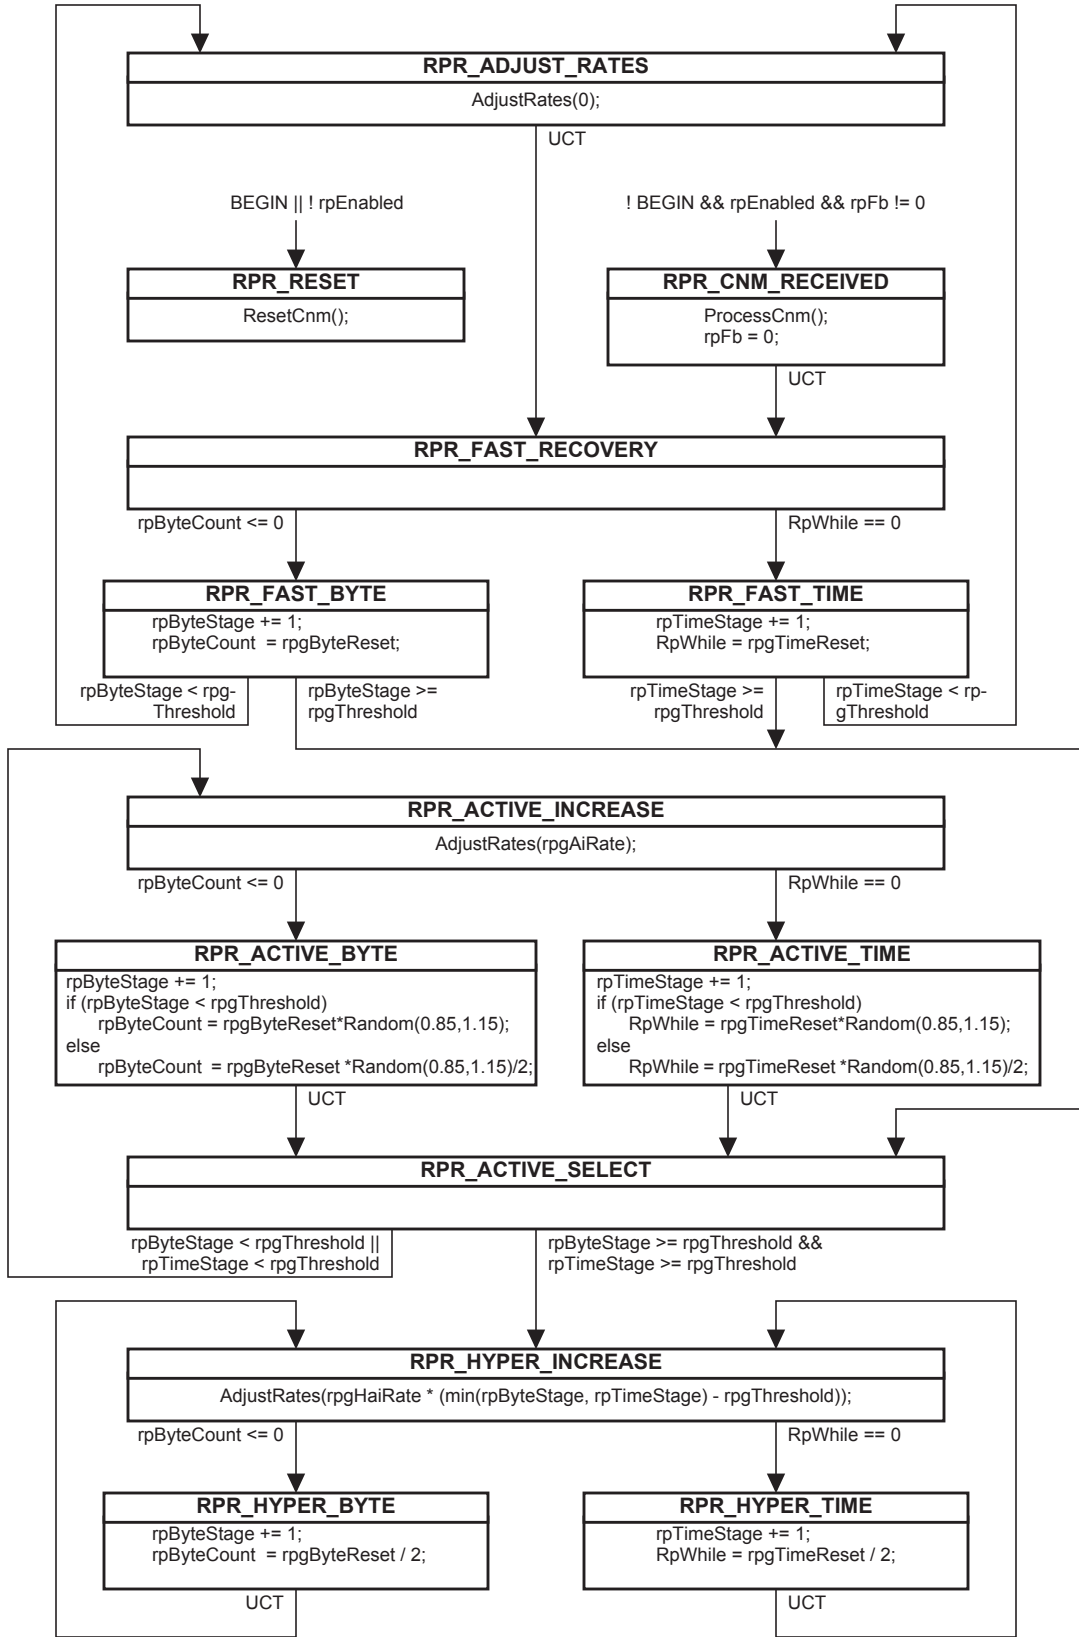 RPR_ADJUST_RATES
AdjustRates(0);
UCT
BEGIN || ! rpEnabled
! BEGIN && rpEnabled && rpFb != 0
RPR_RESET
ResetCnm();
RPR_CNM_RECEIVED
ProcessCnm();
rpFb = 0;
UCT
RPR_FAST_RECOVERY
rpByteCount <= 0
RpWhile == 0
RPR_FAST_BYTE
rpByteStage += 1;
rpByteCount  = rpgByteReset;
RPR_FAST_TIME
rpTimeStage += 1;
RpWhile = rpgTimeReset;
rpByteStage < rpg-
Threshold
rpByteStage >=
rpgThreshold
rpTimeStage >=
rpgThreshold
rpTimeStage < rp-
gThreshold
RPR_ACTIVE_INCREASE
AdjustRates(rpgAiRate);
rpByteCount <= 0
RpWhile == 0
RPR_ACTIVE_BYTE
rpByteStage += 1;
if (rpByteStage < rpgThreshold)
rpByteCount = rpgByteReset*Random(0.85,1.15);
else
rpByteCount  = rpgByteReset *Random(0.85,1.15)/2;
RPR_ACTIVE_TIME
rpTimeStage += 1;
if (rpTimeStage < rpgThreshold)
RpWhile = rpgTimeReset*Random(0.85,1.15);
else
RpWhile = rpgTimeReset *Random(0.85,1.15)/2;
UCT
UCT
RPR_ACTIVE_SELECT
rpByteStage < rpgThreshold ||
rpTimeStage < rpgThreshold
rpByteStage >= rpgThreshold &&
rpTimeStage >= rpgThreshold
RPR_HYPER_INCREASE
AdjustRates(rpgHaiRate * (min(rpByteStage, rpTimeStage) - rpgThreshold));
rpByteCount <= 0
RpWhile == 0
RPR_HYPER_BYTE
rpByteStage += 1;
rpByteCount  = rpgByteReset / 2;
RPR_HYPER_TIME
rpTimeStage += 1;
RpWhile = rpgTimeReset / 2;
UCT
UCT